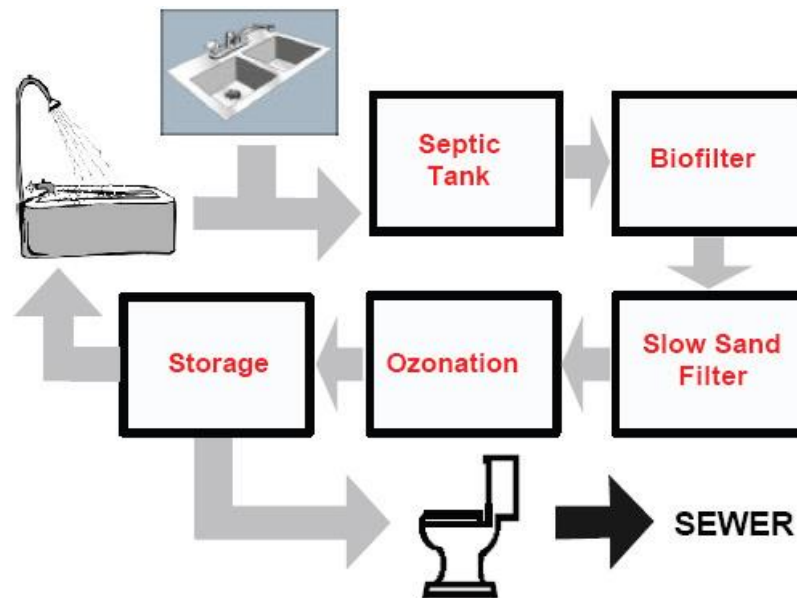 Septic
Tank
Biofilter
Storage
Ozonation
Slow Sand
Filter
SEWER